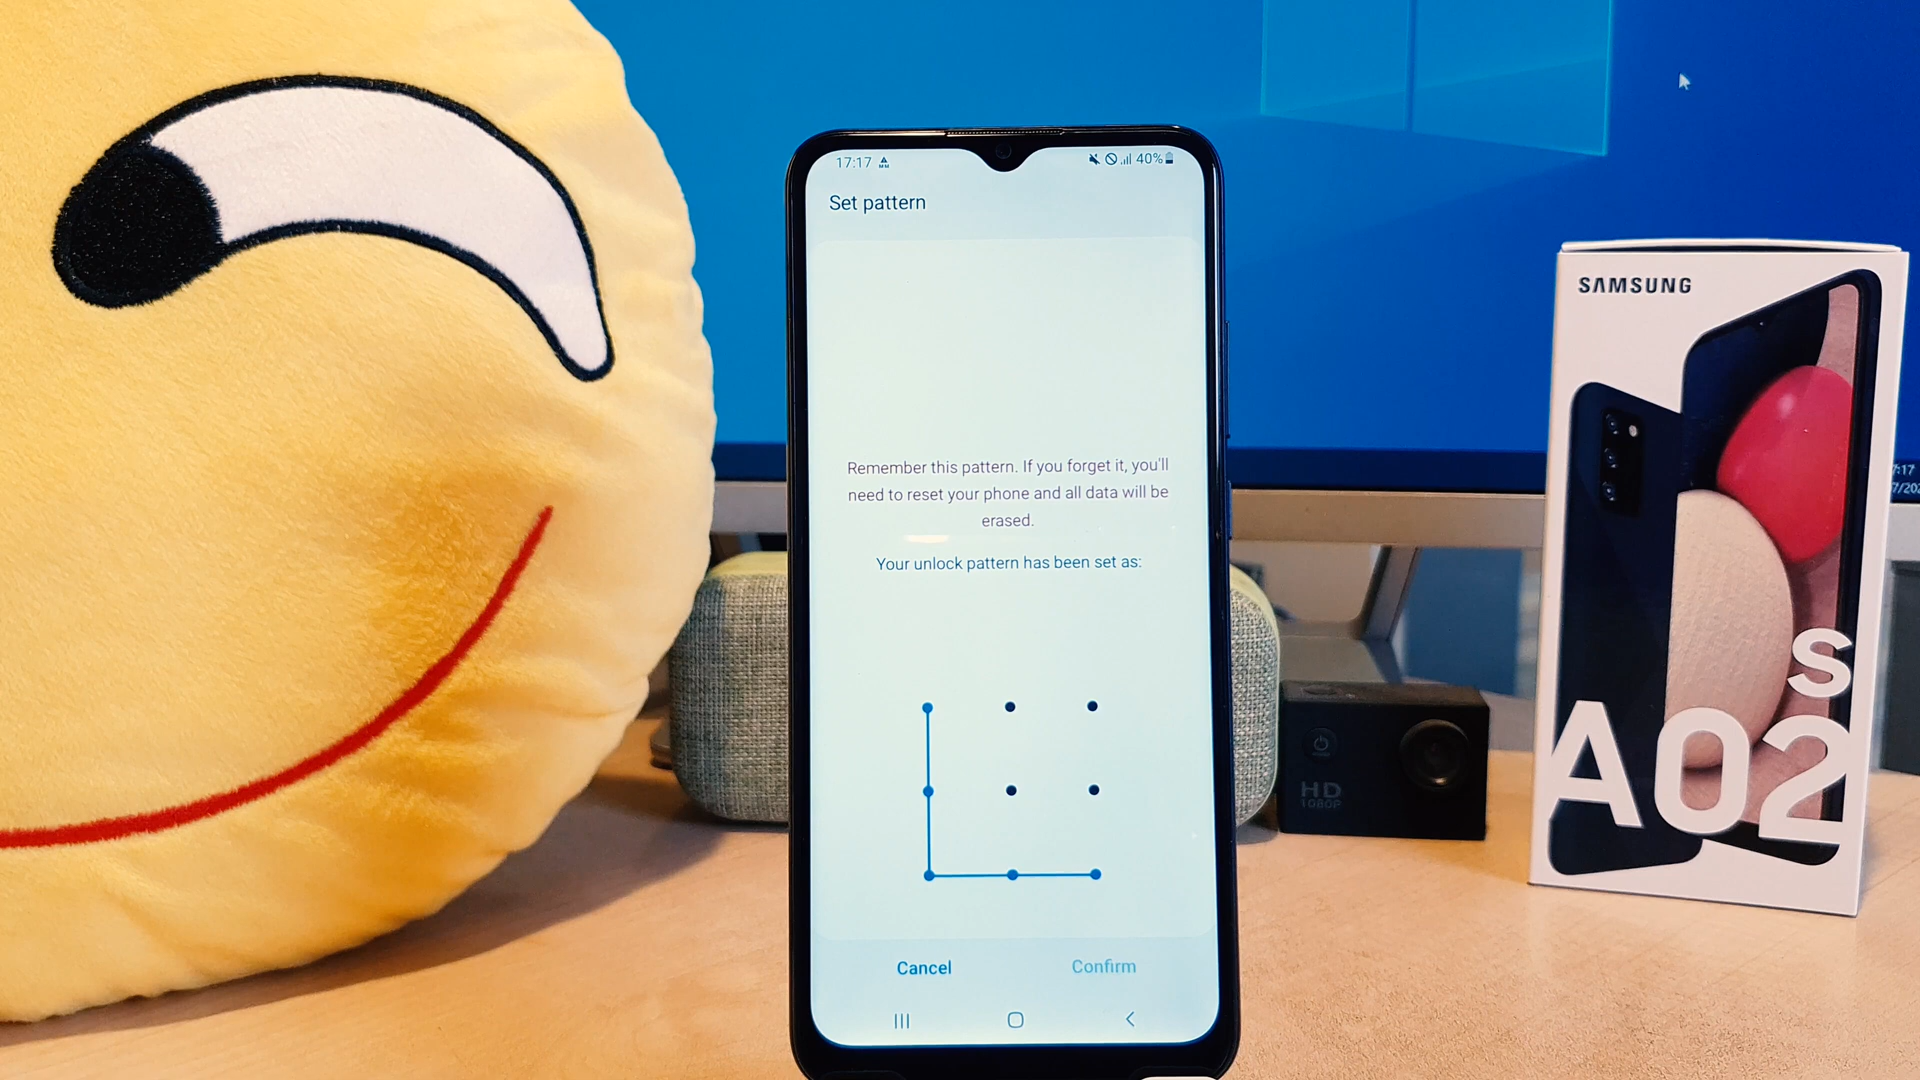 17:17
40%
Set pattern
Remember this pattern. If you forget it, you'll
need to reset your phone and all data will be
erased.
Your unlock pattern has been set as:
Cancel
Confirm
SAMSUNG
A02
s
HD
1080P
7:17